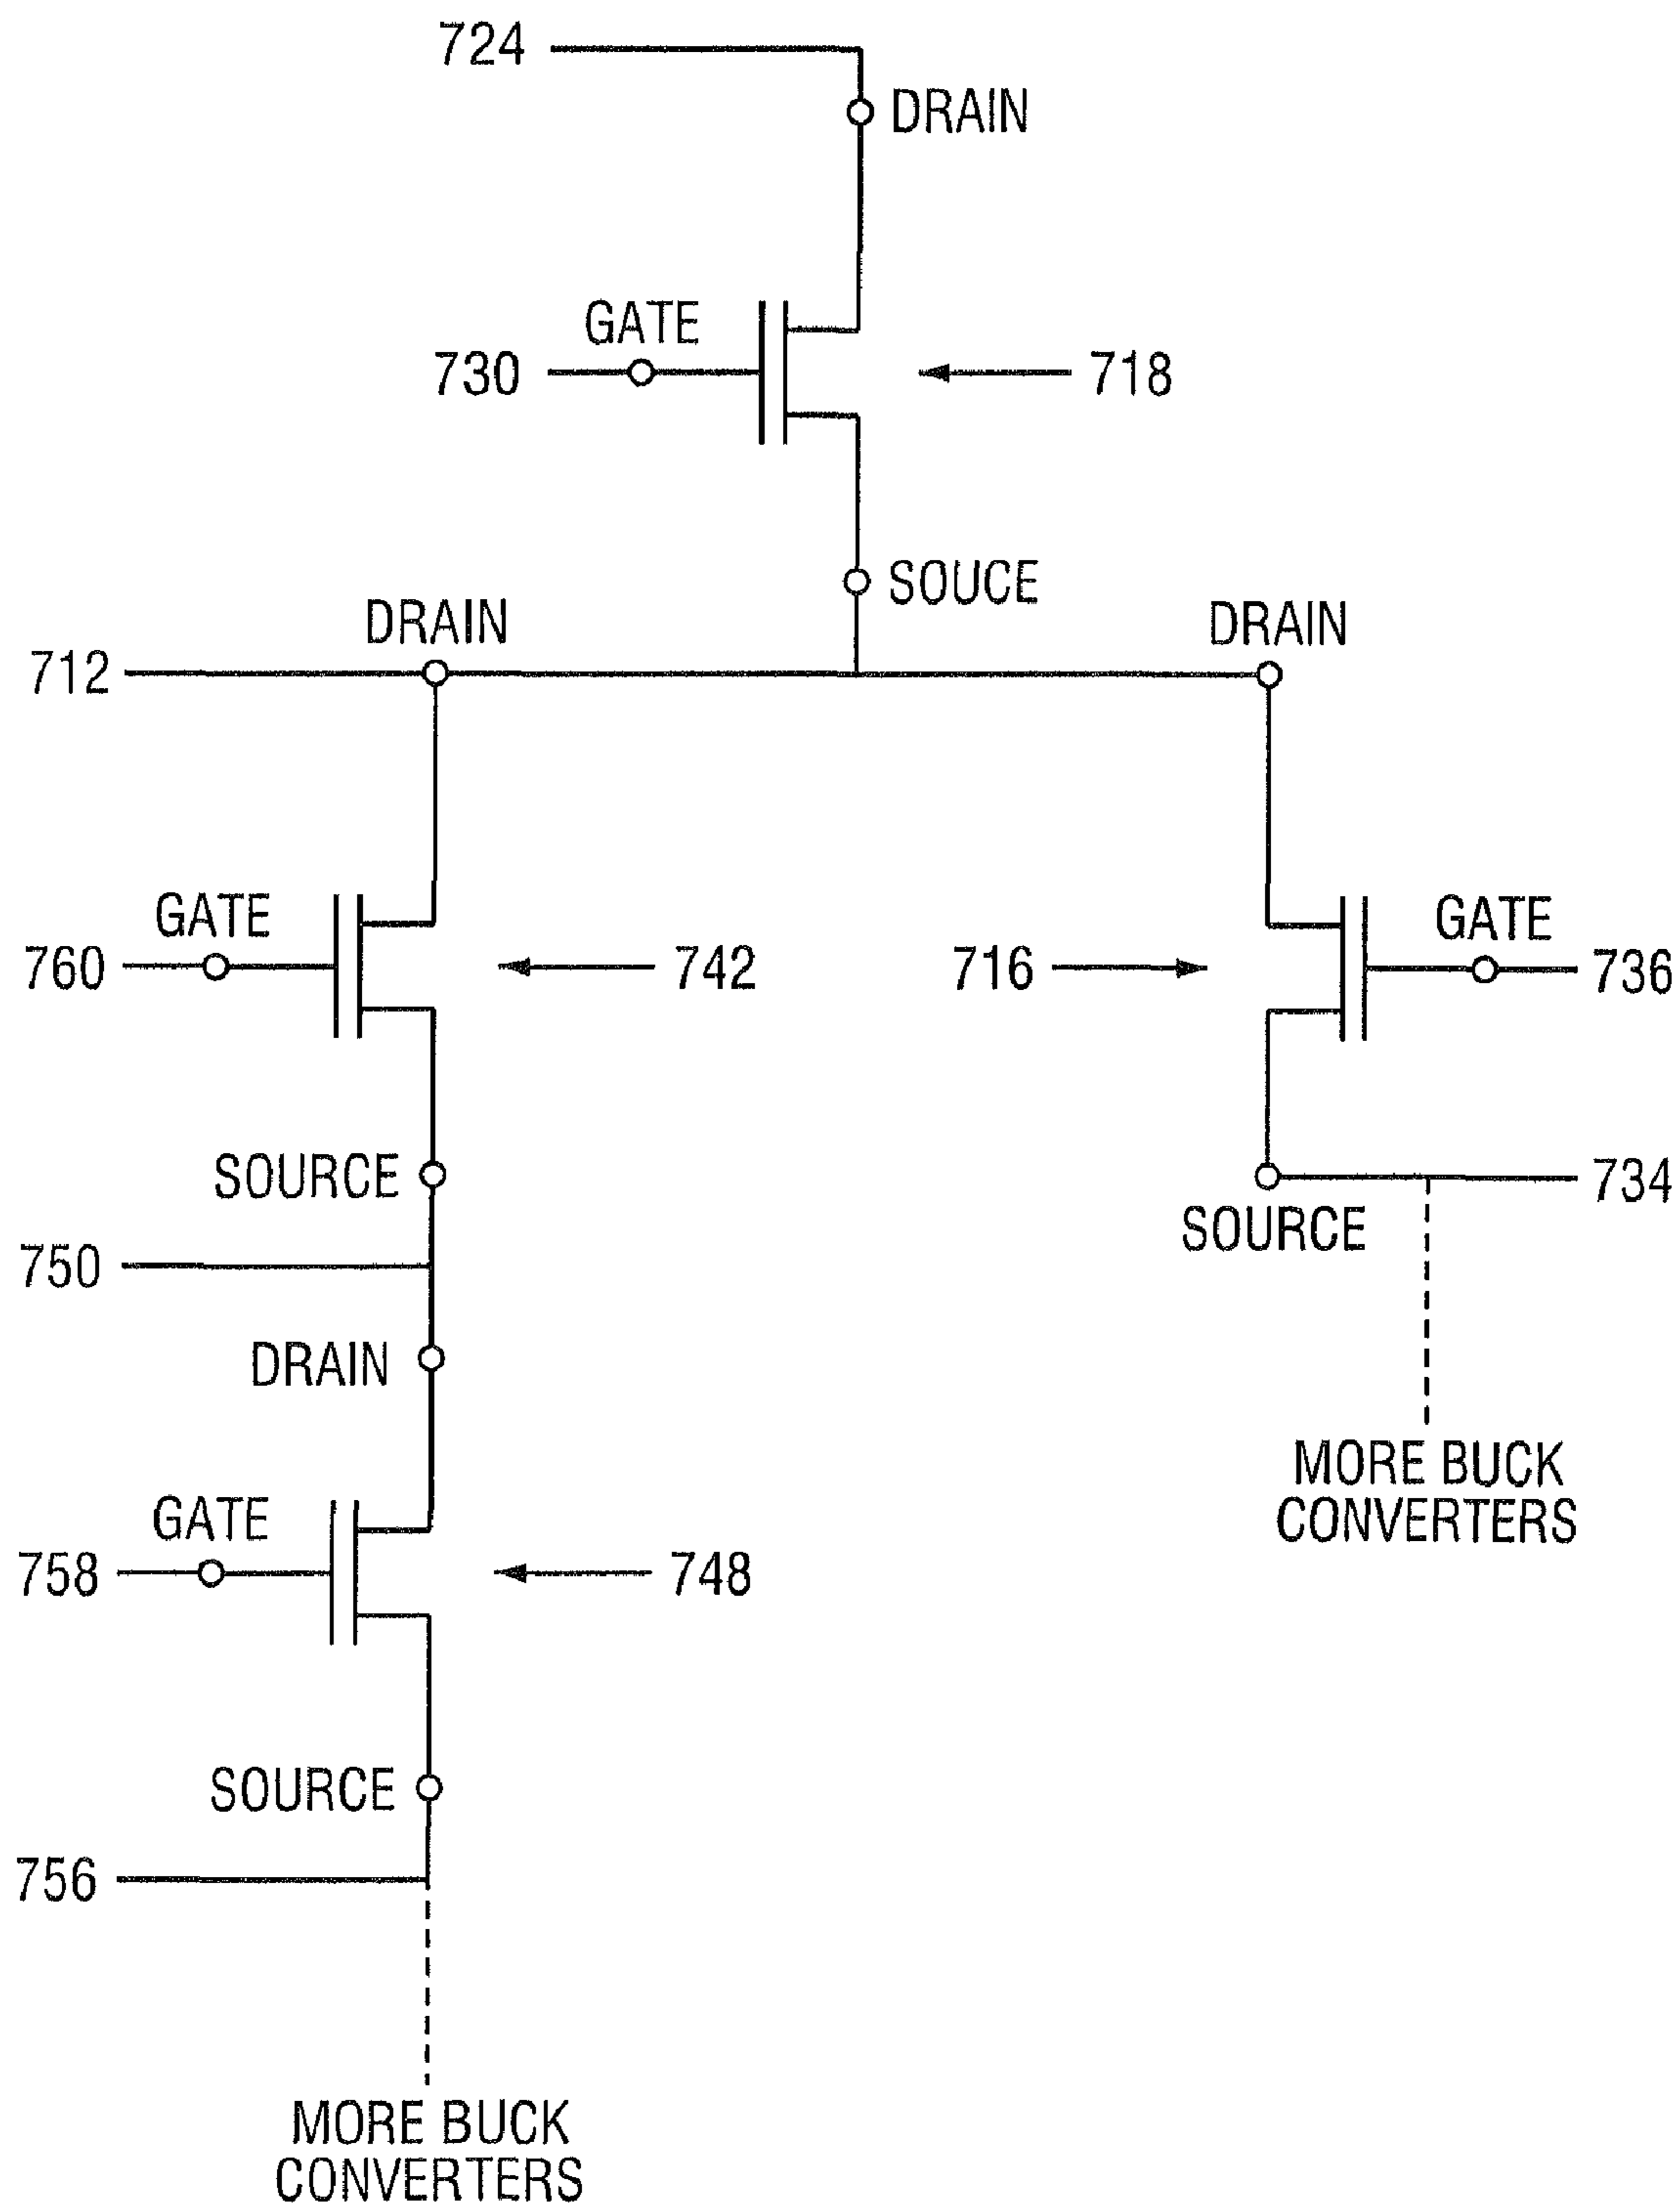 724
DRAIN
GATE
730
718
SOUCE
DRAIN
DRAIN
712
GATE
GATE
760
742
716
736
SOURCE
734
SOURCE
750
DRAIN
MORE BUCK
CONVERTERS
GATE
758
748
SOURCE
756
MORE BUCK
CONVERTERS